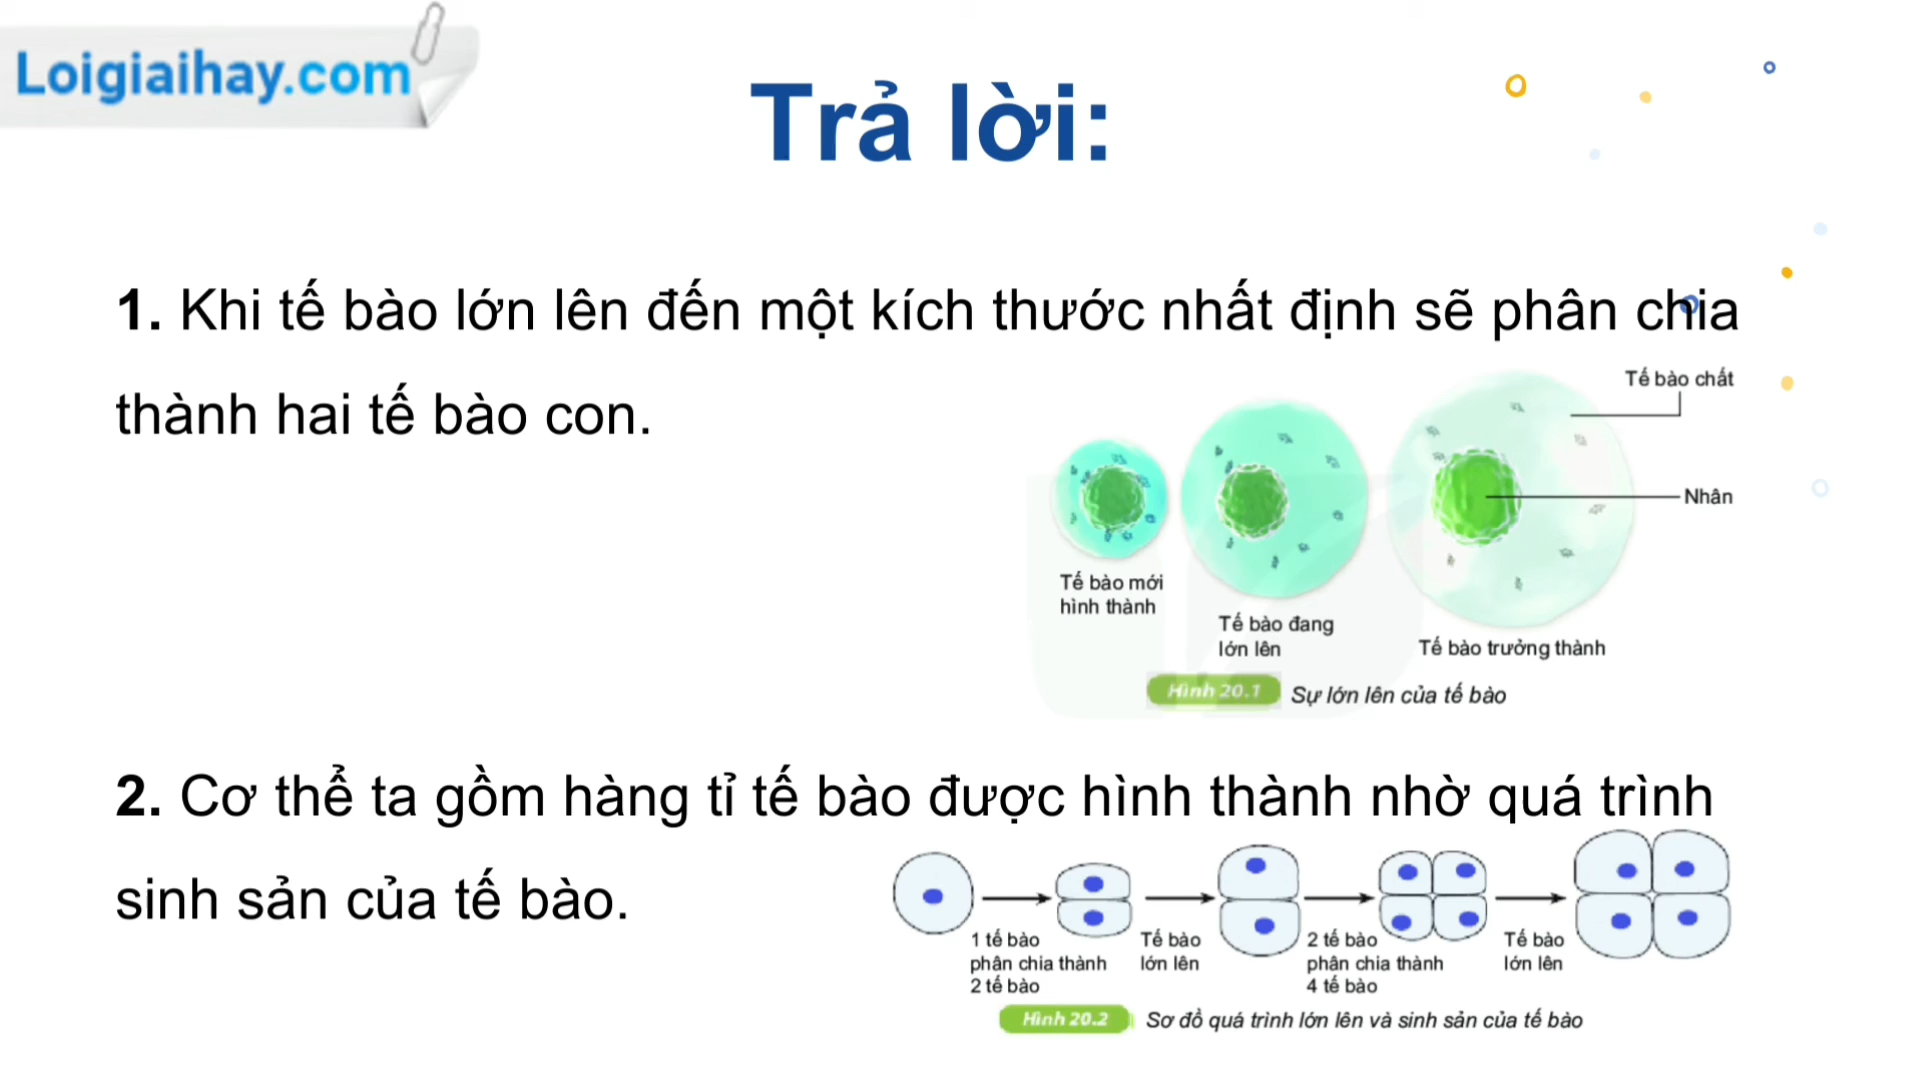 Loigiaihay.com
Trả lời:
1. Khi tế bào lớn lên đến một kích thước nhất định sẽ phân chia
thành hai tế bào con.
Tế bào chất
Nhân
Tế bào mới
hình thành
Tế bào đang
lớn lên
Tế bào trưởng thành
Hình 20.1 Sự lớn lên của tế bào
2. Cơ thể ta gồm hàng tỉ tế bào được hình thành nhờ quá trình
sinh sản của tế bào.
1 tế bào
phân chia thành
2 tế bào
Tế bào
lớn lên
2 tế bào
phân chia thành
4 tế bào
Tế bào
lớn lên
Hình 20.2 Sơ đồ quá trình lớn lên và sinh sản của tế bào